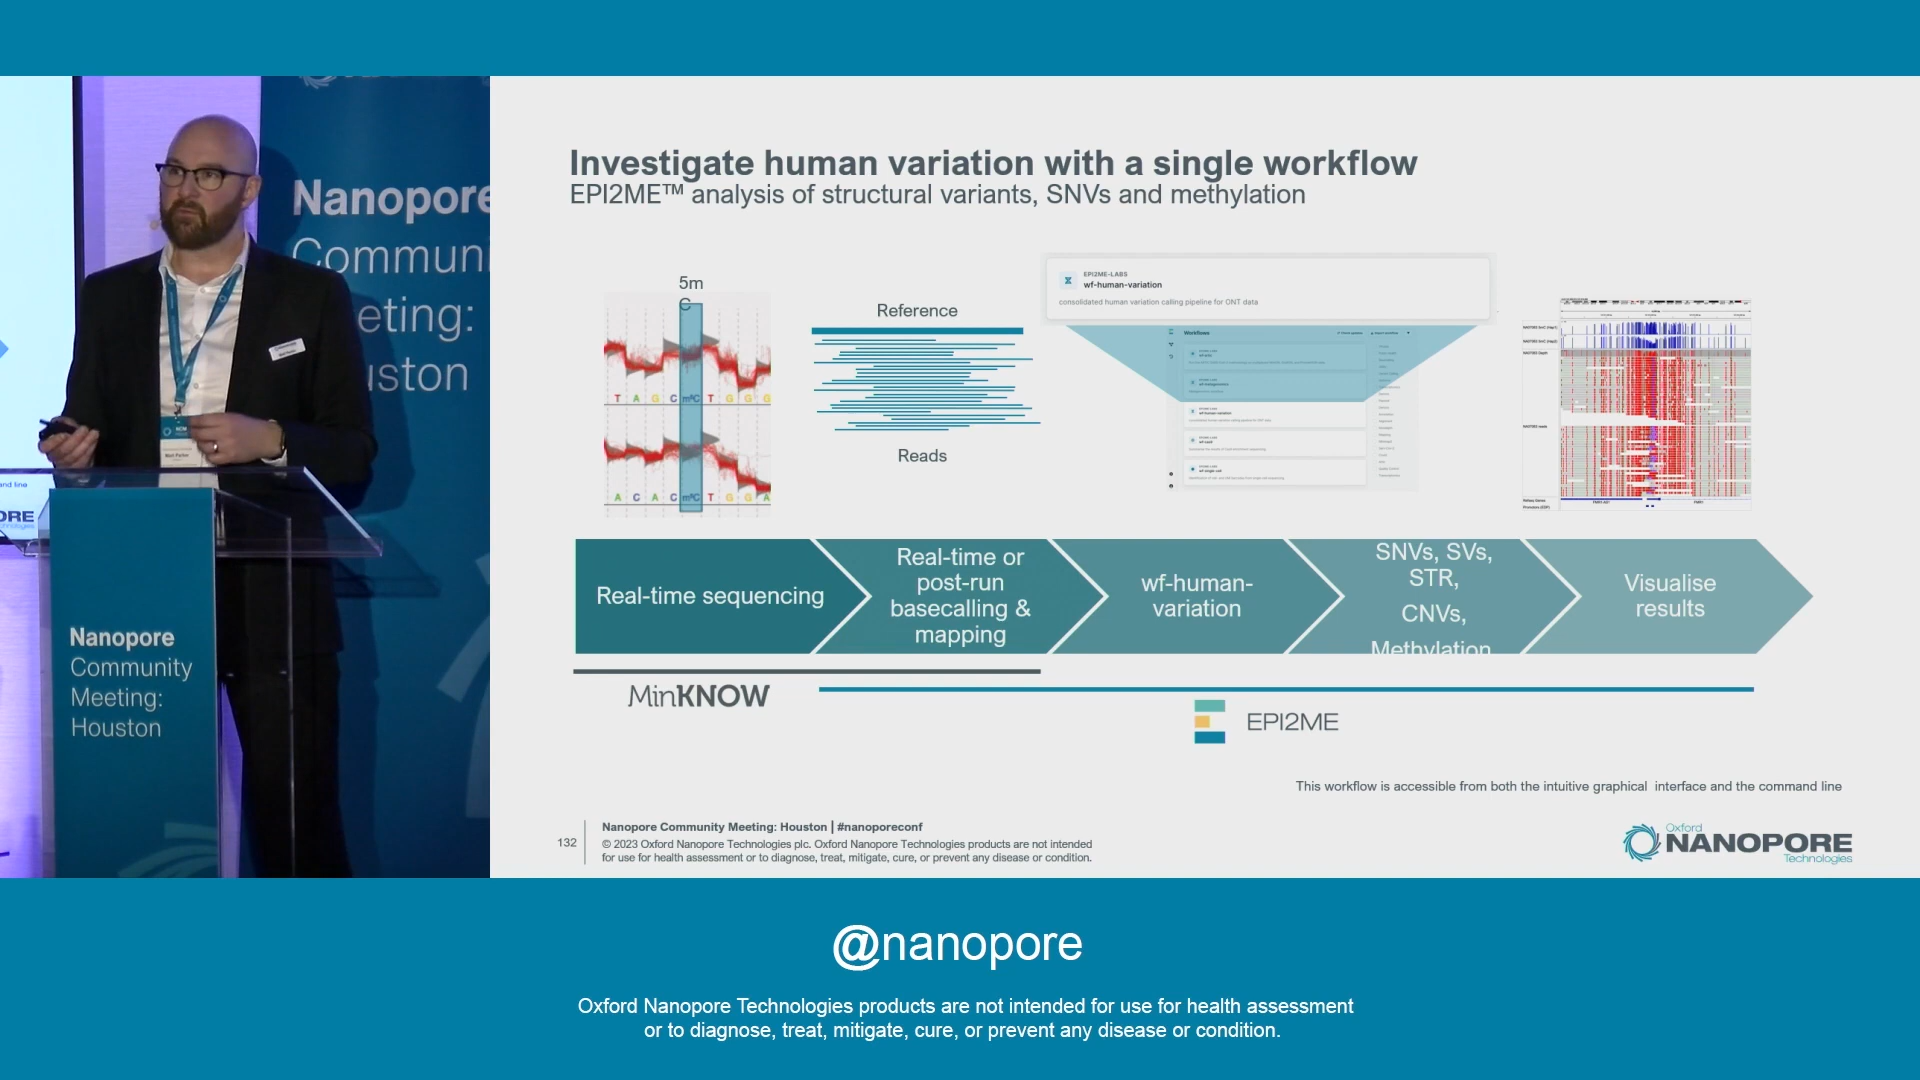 Nanopore
Communi
Meeting:
Houston
Nanopore
Community
Meeting:
Houston
Investigate human variation with a single workflow
EPI2ME™ analysis of structural variants, SNVs and methylation
5m
C
T A G C m⁶C T G G G
A C A C m⁶C T G G A
Reference
Reads
EPI2ME-LABS
wf-human-variation
consolidated human variation calling pipeline for ONT data
Workflows
Real-time sequencing
Real-time or
post-run
basecalling &
mapping
wf-human-
variation
SNVs, SVs,
STR,
CNVs,
Methylation
Visualise
results
MinKNOW
EPI2ME
This workflow is accessible from both the intuitive graphical interface and the command line
132
Nanopore Community Meeting: Houston | #nanoporeconf
© 2023 Oxford Nanopore Technologies plc. Oxford Nanopore Technologies products are not intended
for use for health assessment or to diagnose, treat, mitigate, cure, or prevent any disease or condition.
Oxford
NANOPORE
Technologies
@nanopore
Oxford Nanopore Technologies products are not intended for use for health assessment
or to diagnose, treat, mitigate, cure, or prevent any disease or condition.